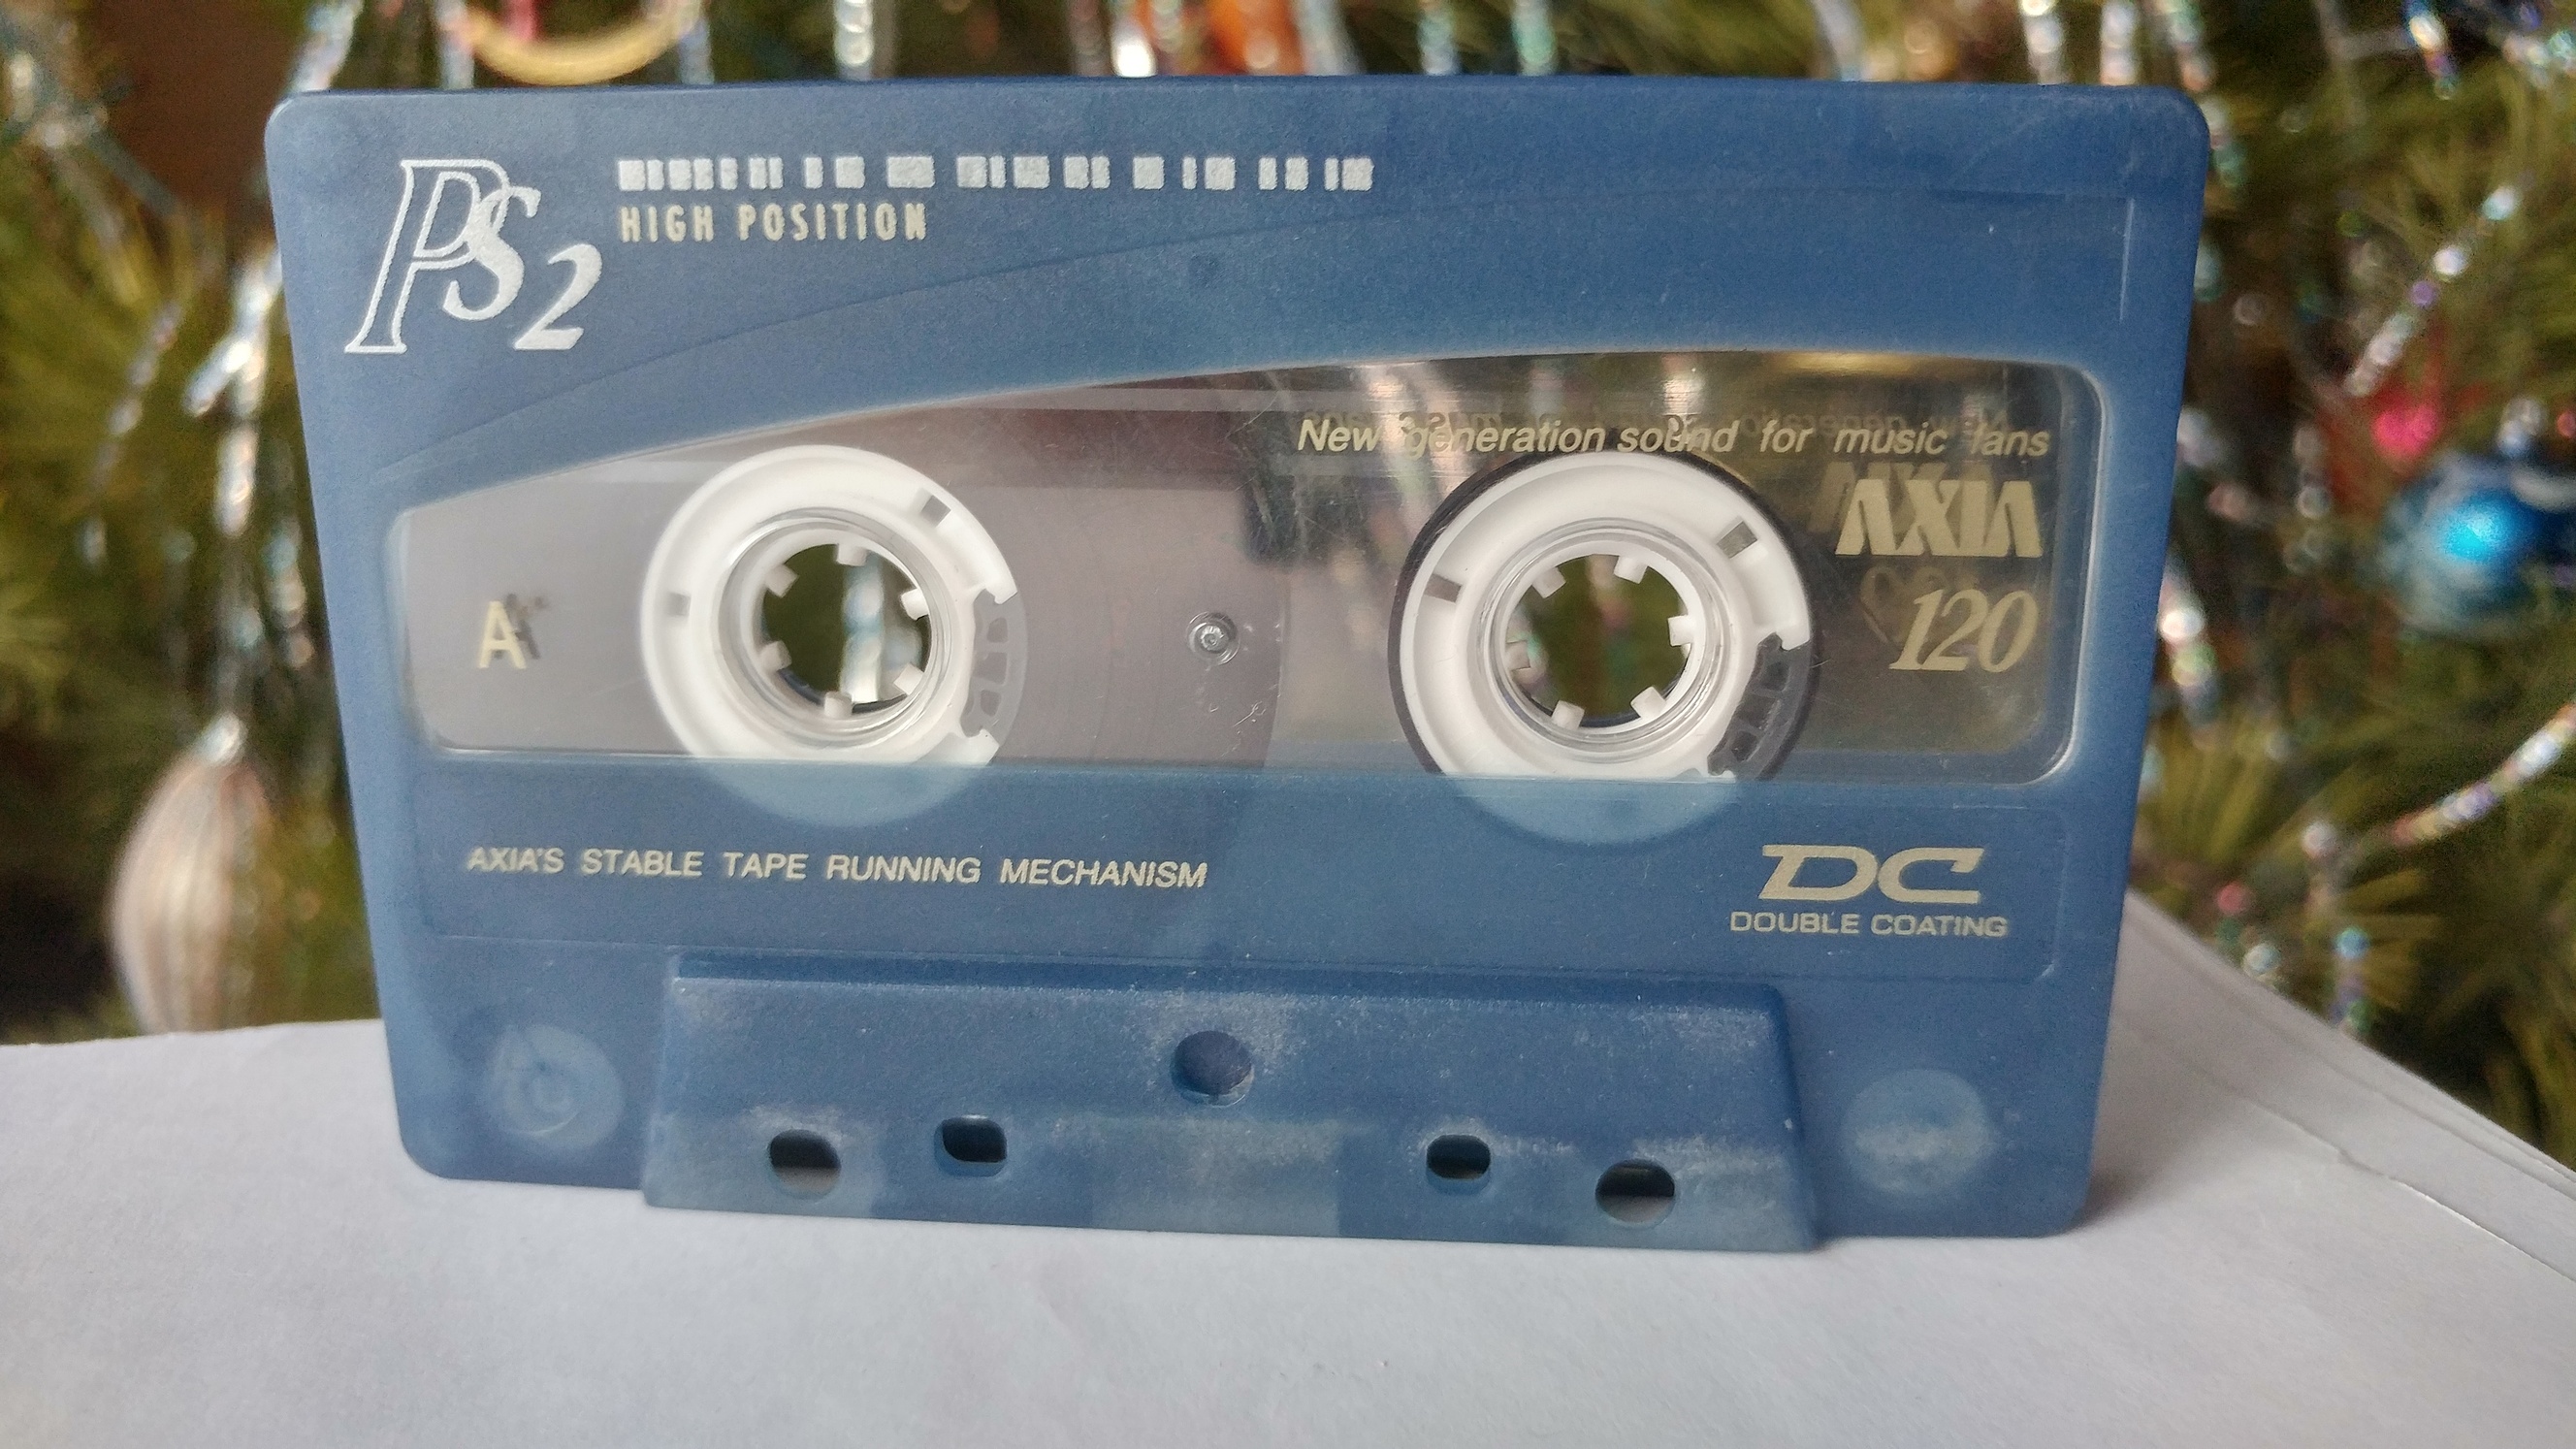 PS2
HIGH POSITION
New generation sound for music fans
AXIA
120
A
AXIA'S STABLE TAPE RUNNING MECHANISM
DC
DOUBLE COATING